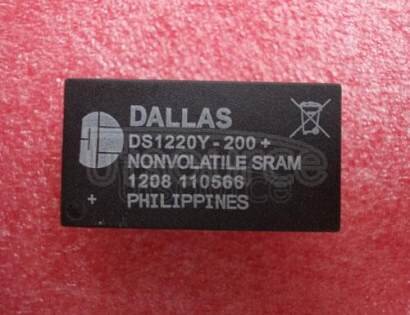 DALLAS
DS1220Y-200+
NONVOLATILE SRAM
1208 110566
+ PHILIPPINES